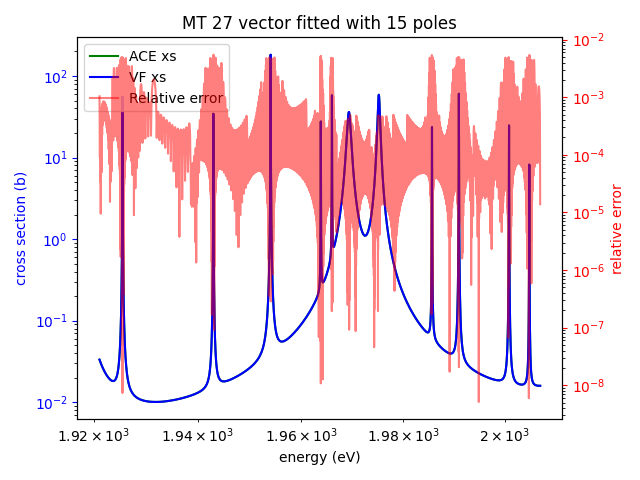 MT 27 vector fitted with 15 poles
ACE xs
VF xs
Relative error
cross section (b)
10²
10¹
10⁰
10⁻¹
10⁻²
relative error
10⁻²
10⁻³
10⁻⁴
10⁻⁵
10⁻⁶
10⁻⁷
10⁻⁸
1.92 × 10³ 1.94 × 10³ 1.96 × 10³ 1.98 × 10³ 2 × 10³
energy (eV)